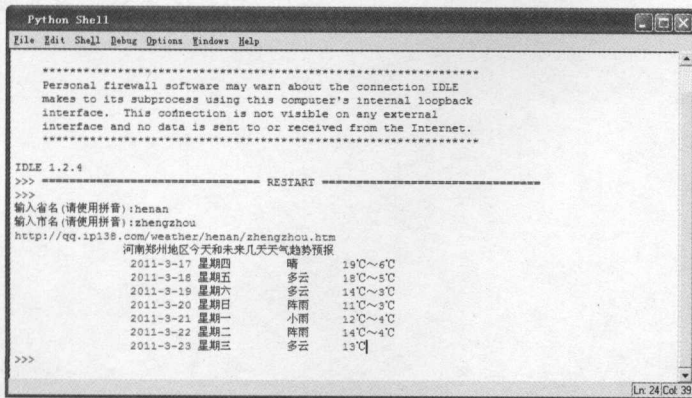 Python Shell
File Edit Shell Debug Options Windows Help
****************************************************************
Personal firewall software may warn about the connection IDLE
makes to its subprocess using this computer's internal loopback
interface. This connection is not visible on any external
interface and no data is sent to or received from the Internet.
****************************************************************
IDLE 1.2.4
>>> ================================ RESTART ================================
>>>
输入省名(请使用拼音):henan
输入市名(请使用拼音):zhengzhou
http://qq.ip138.com/weather/henan/zhengzhou.htm
河南郑州地区今天和未来几天天气趋势预报
2011-3-17 星期四 晴 19℃～6℃
2011-3-18 星期五 多云 18℃～5℃
2011-3-19 星期六 多云 14℃～3℃
2011-3-20 星期日 阵雨 11℃～3℃
2011-3-21 星期一 小雨 12℃～4℃
2011-3-22 星期二 阵雨 14℃～4℃
2011-3-23 星期三 多云 13℃
>>>
Ln: 24 Col: 39